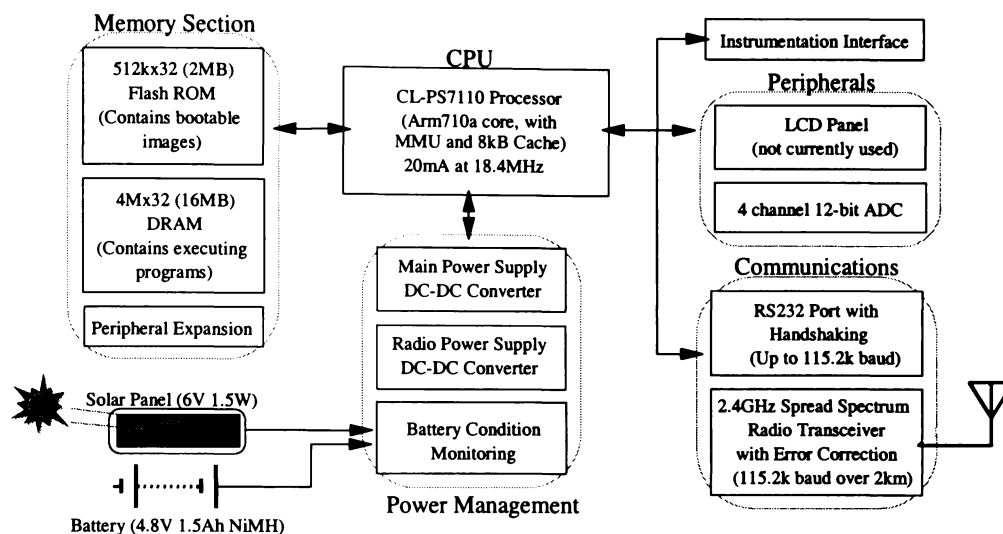 Memory Section
512kx32 (2MB)
Flash ROM
(Contains bootable
images)
4Mx32 (16MB)
DRAM
(Contains executing
programs)
Peripheral Expansion
CPU
CL-PS7110 Processor
(Arm710a core, with
MMU and 8kB Cache)
20mA at 18.4MHz
Main Power Supply
DC-DC Converter
Radio Power Supply
DC-DC Converter
Battery Condition
Monitoring
Power Management
Solar Panel (6V 1.5W)
Battery (4.8V 1.5Ah NiMH)
Instrumentation Interface
Peripherals
LCD Panel
(not currently used)
4 channel 12-bit ADC
Communications
RS232 Port with
Handshaking
(Up to 115.2k baud)
2.4GHz Spread Spectrum
Radio Transceiver
with Error Correction
(115.2k baud over 2km)